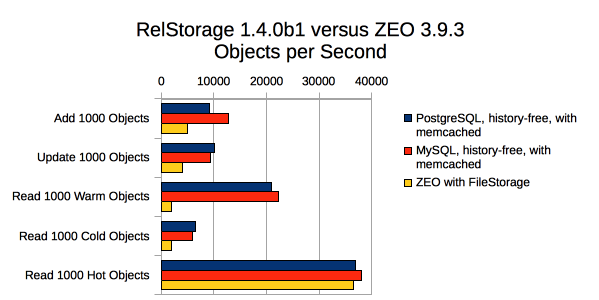 RelStorage 1.4.0b1 versus ZEO 3.9.3
Objects per Second
0 10000 20000 30000 40000
Add 1000 Objects
Update 1000 Objects
Read 1000 Warm Objects
Read 1000 Cold Objects
Read 1000 Hot Objects
PostgreSQL, history-free, with
memcached
MySQL, history-free, with
memcached
ZEO with FileStorage